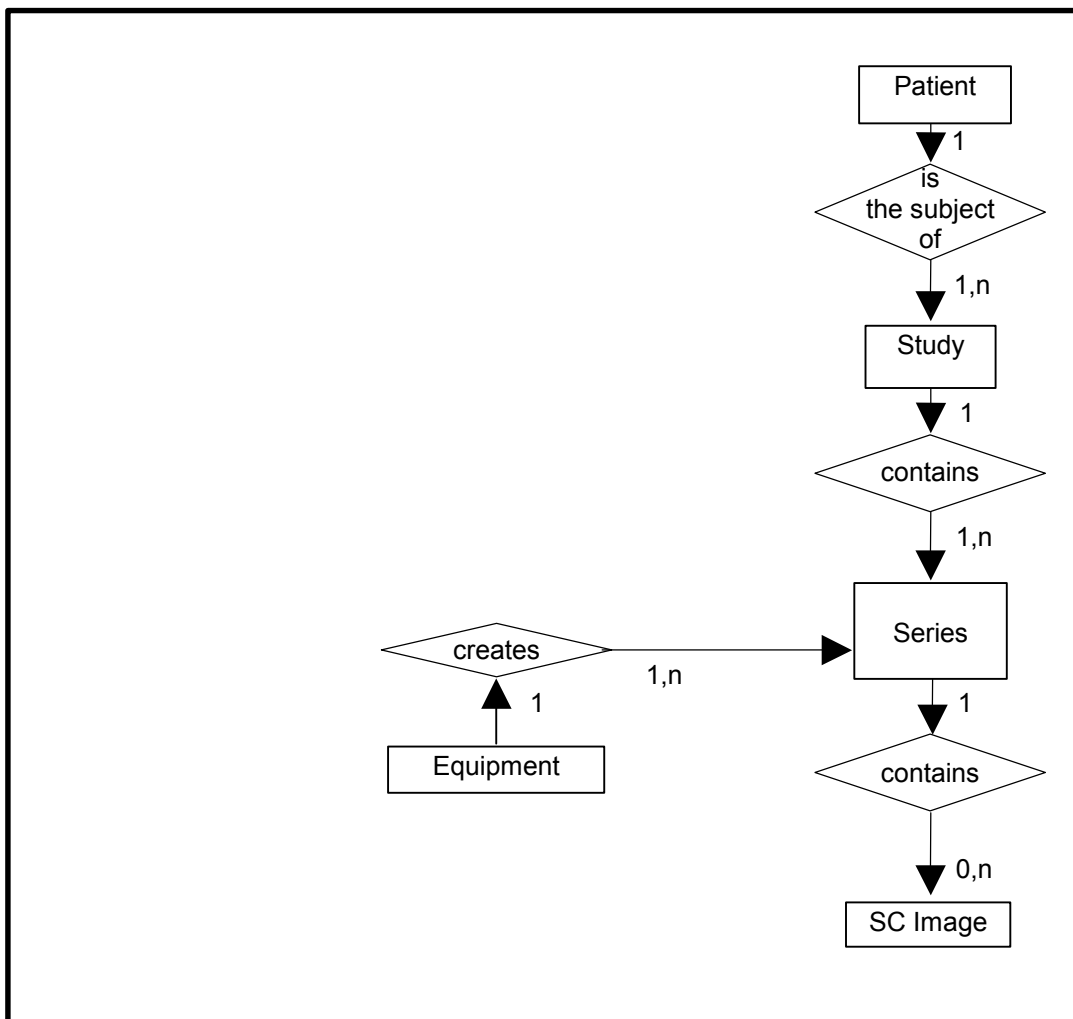 Patient
1
is
the subject
of
1,n
Study
1
contains
1,n
Series
creates
1,n
1
1
Equipment
contains
0,n
SC Image